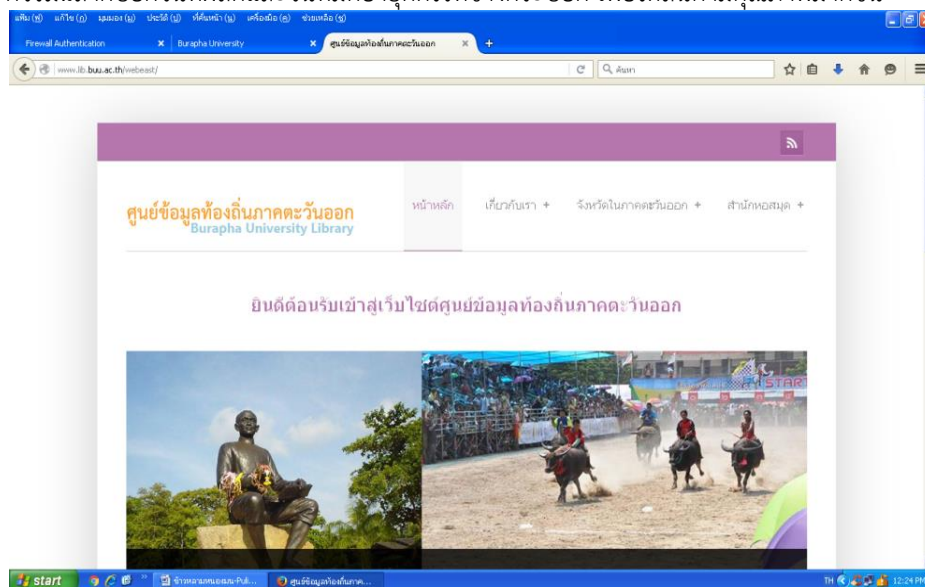 แฟ้ม (ฟ) แก้ไข (ก) มุมมอง (ม) ประวัติ (ป) ที่คั่นหน้า (น) เครื่องมือ (ค) ช่วยเหลือ (ช)
Firewall Authentication Burapha University ศูนย์ข้อมูลท้องถิ่นภาคตะวันออก
www.lib.buu.ac.th/webeast/ ค้นหา
หน้าหลัก เกี่ยวกับเรา + จังหวัดในภาคตะวันออก + สำนักหอสมุด +
ศูนย์ข้อมูลท้องถิ่นภาคตะวันออก
Burapha University Library
ยินดีต้อนรับเข้าสู่เว็บไซต์ศูนย์ข้อมูลท้องถิ่นภาคตะวันออก
START
start ศูนย์ข้อมูลท้องถิ่นภาค... TH 12:24 PM